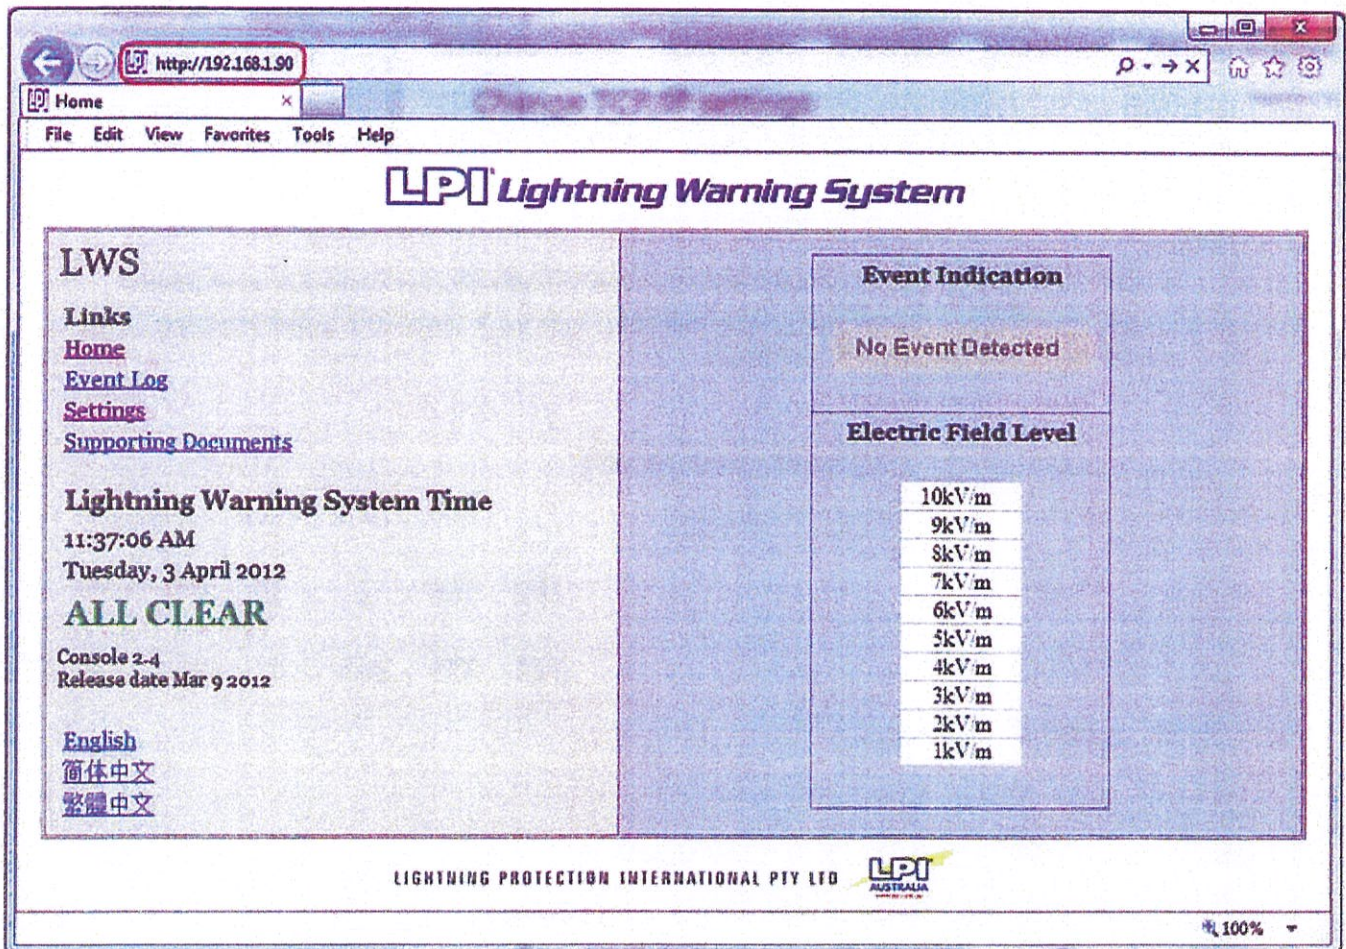 http://192.168.1.90
Home
Change TCP IP settings
File Edit View Favorites Tools Help
LPI Lightning Warning System
LWS
Links
Home
Event Log
Settings
Supporting Documents
Lightning Warning System Time
11:37:06 AM
Tuesday, 3 April 2012
ALL CLEAR
Console 2.4
Release date Mar 9 2012
English
简体中文
繁體中文
Event Indication
No Event Detected
Electric Field Level
10kV/m
9kV/m
8kV/m
7kV/m
6kV/m
5kV/m
4kV/m
3kV/m
2kV/m
1kV/m
LIGHTNING PROTECTION INTERNATIONAL PTY LTD
LPI
AUSTRALIA
100%